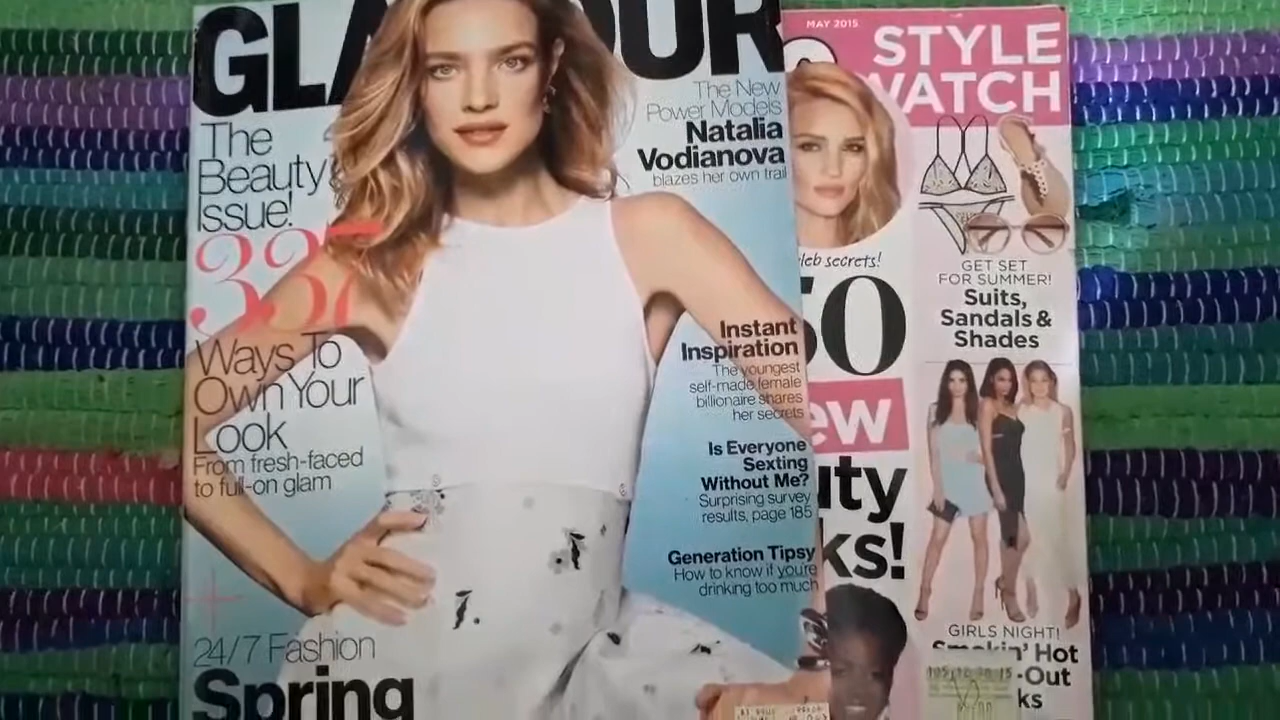 GLAMOUR
The
Beauty
Issue!
337
Ways To
Own Your
Look
From fresh-faced
to full-on glam
24/7 Fashion
Spring
The New
Power Models
Natalia
Vodianova
blazes her own trail
Instant
Inspiration
The youngest
self-made female
billionaire shares
her secrets
Is Everyone
Sexting
Without Me?
Surprising survey
results, page 185
Generation Tipsy
How to know if you're
drinking too much
MAY 2015
STYLE
WATCH
leb secrets!
50
ew
uty
ks!
GET SET
FOR SUMMER!
Suits,
Sandals &
Shades
GIRLS NIGHT!
Smokin' Hot
-Out
ks